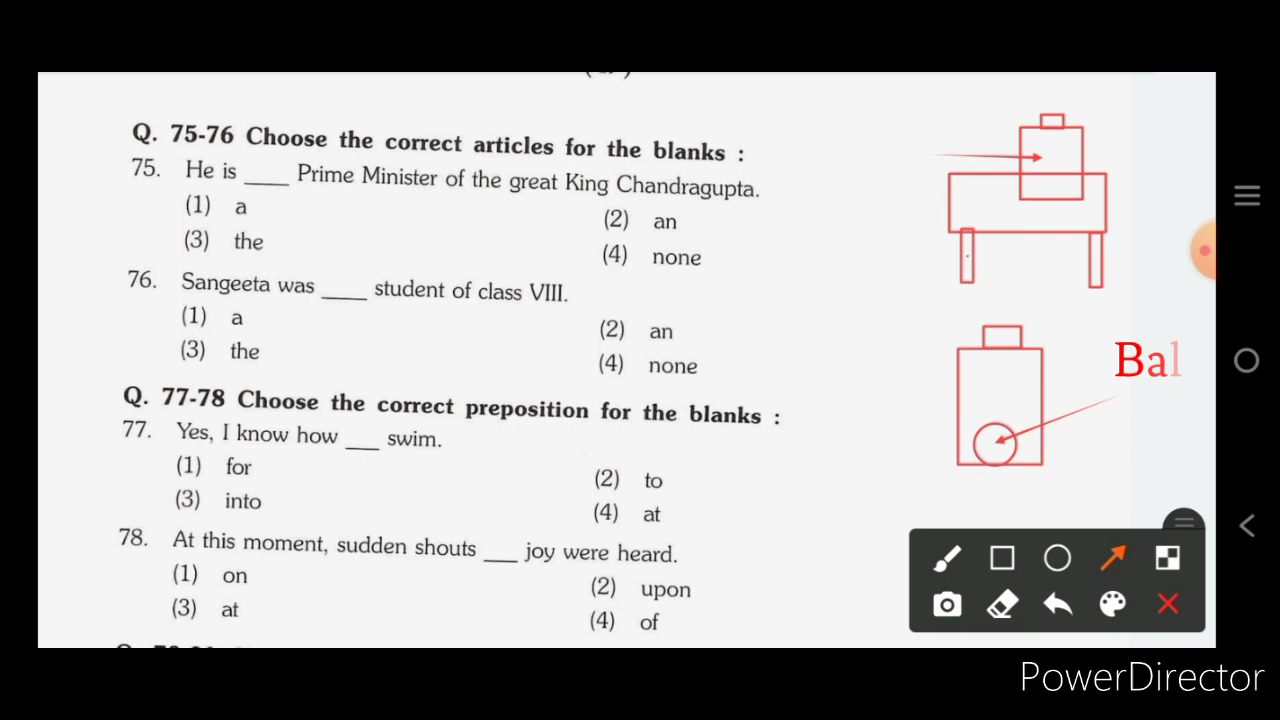 Q. 75-76 Choose the correct articles for the blanks :
75. He is ____ Prime Minister of the great King Chandragupta.
(1) a (2) an
(3) the (4) none
76. Sangeeta was ____ student of class VIII.
(1) a (2) an
(3) the (4) none
Q. 77-78 Choose the correct preposition for the blanks :
77. Yes, I know how ___ swim.
(1) for (2) to
(3) into (4) at
78. At this moment, sudden shouts ___ joy were heard.
(1) on (2) upon
(3) at (4) of
Bal
PowerDirector